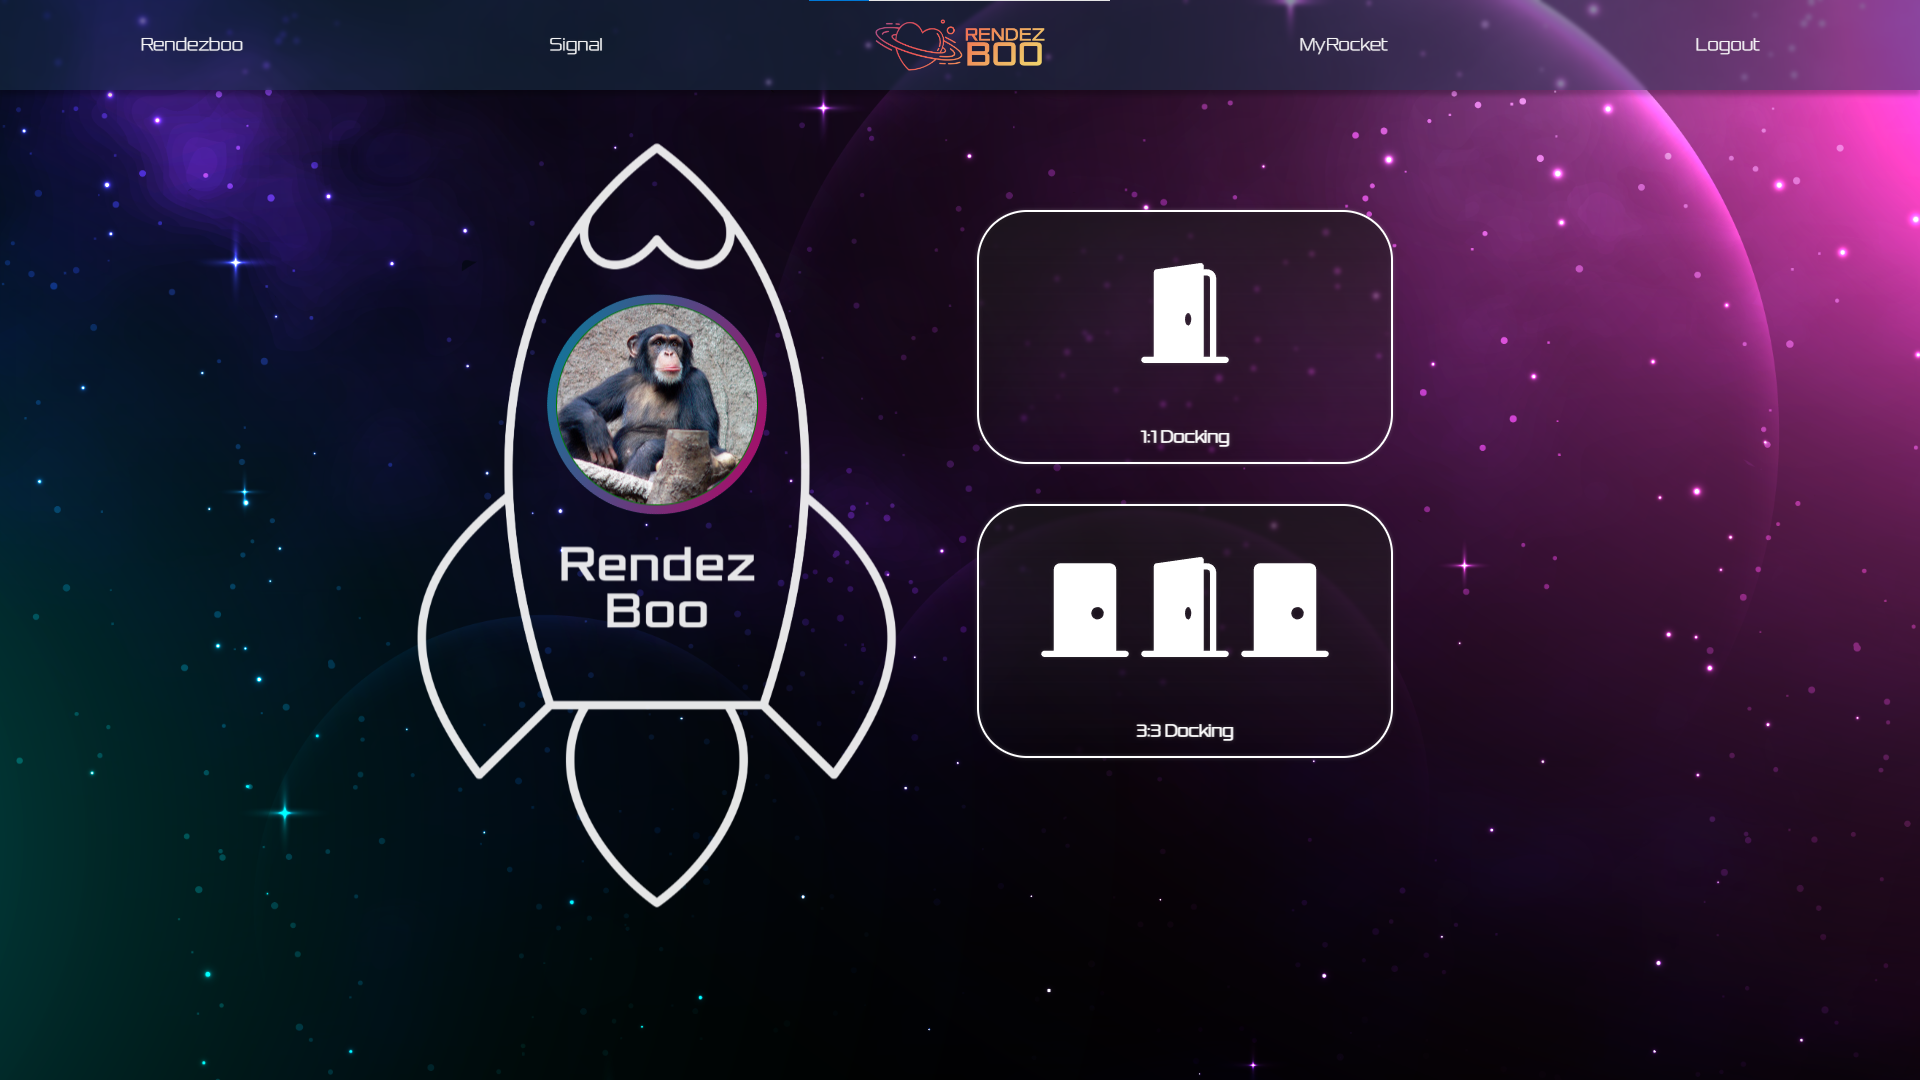 Rendezboo
Signal
RENDEZ
BOO
MyRocket
Logout
Rendez
Boo
1:1 Docking
3:3 Docking